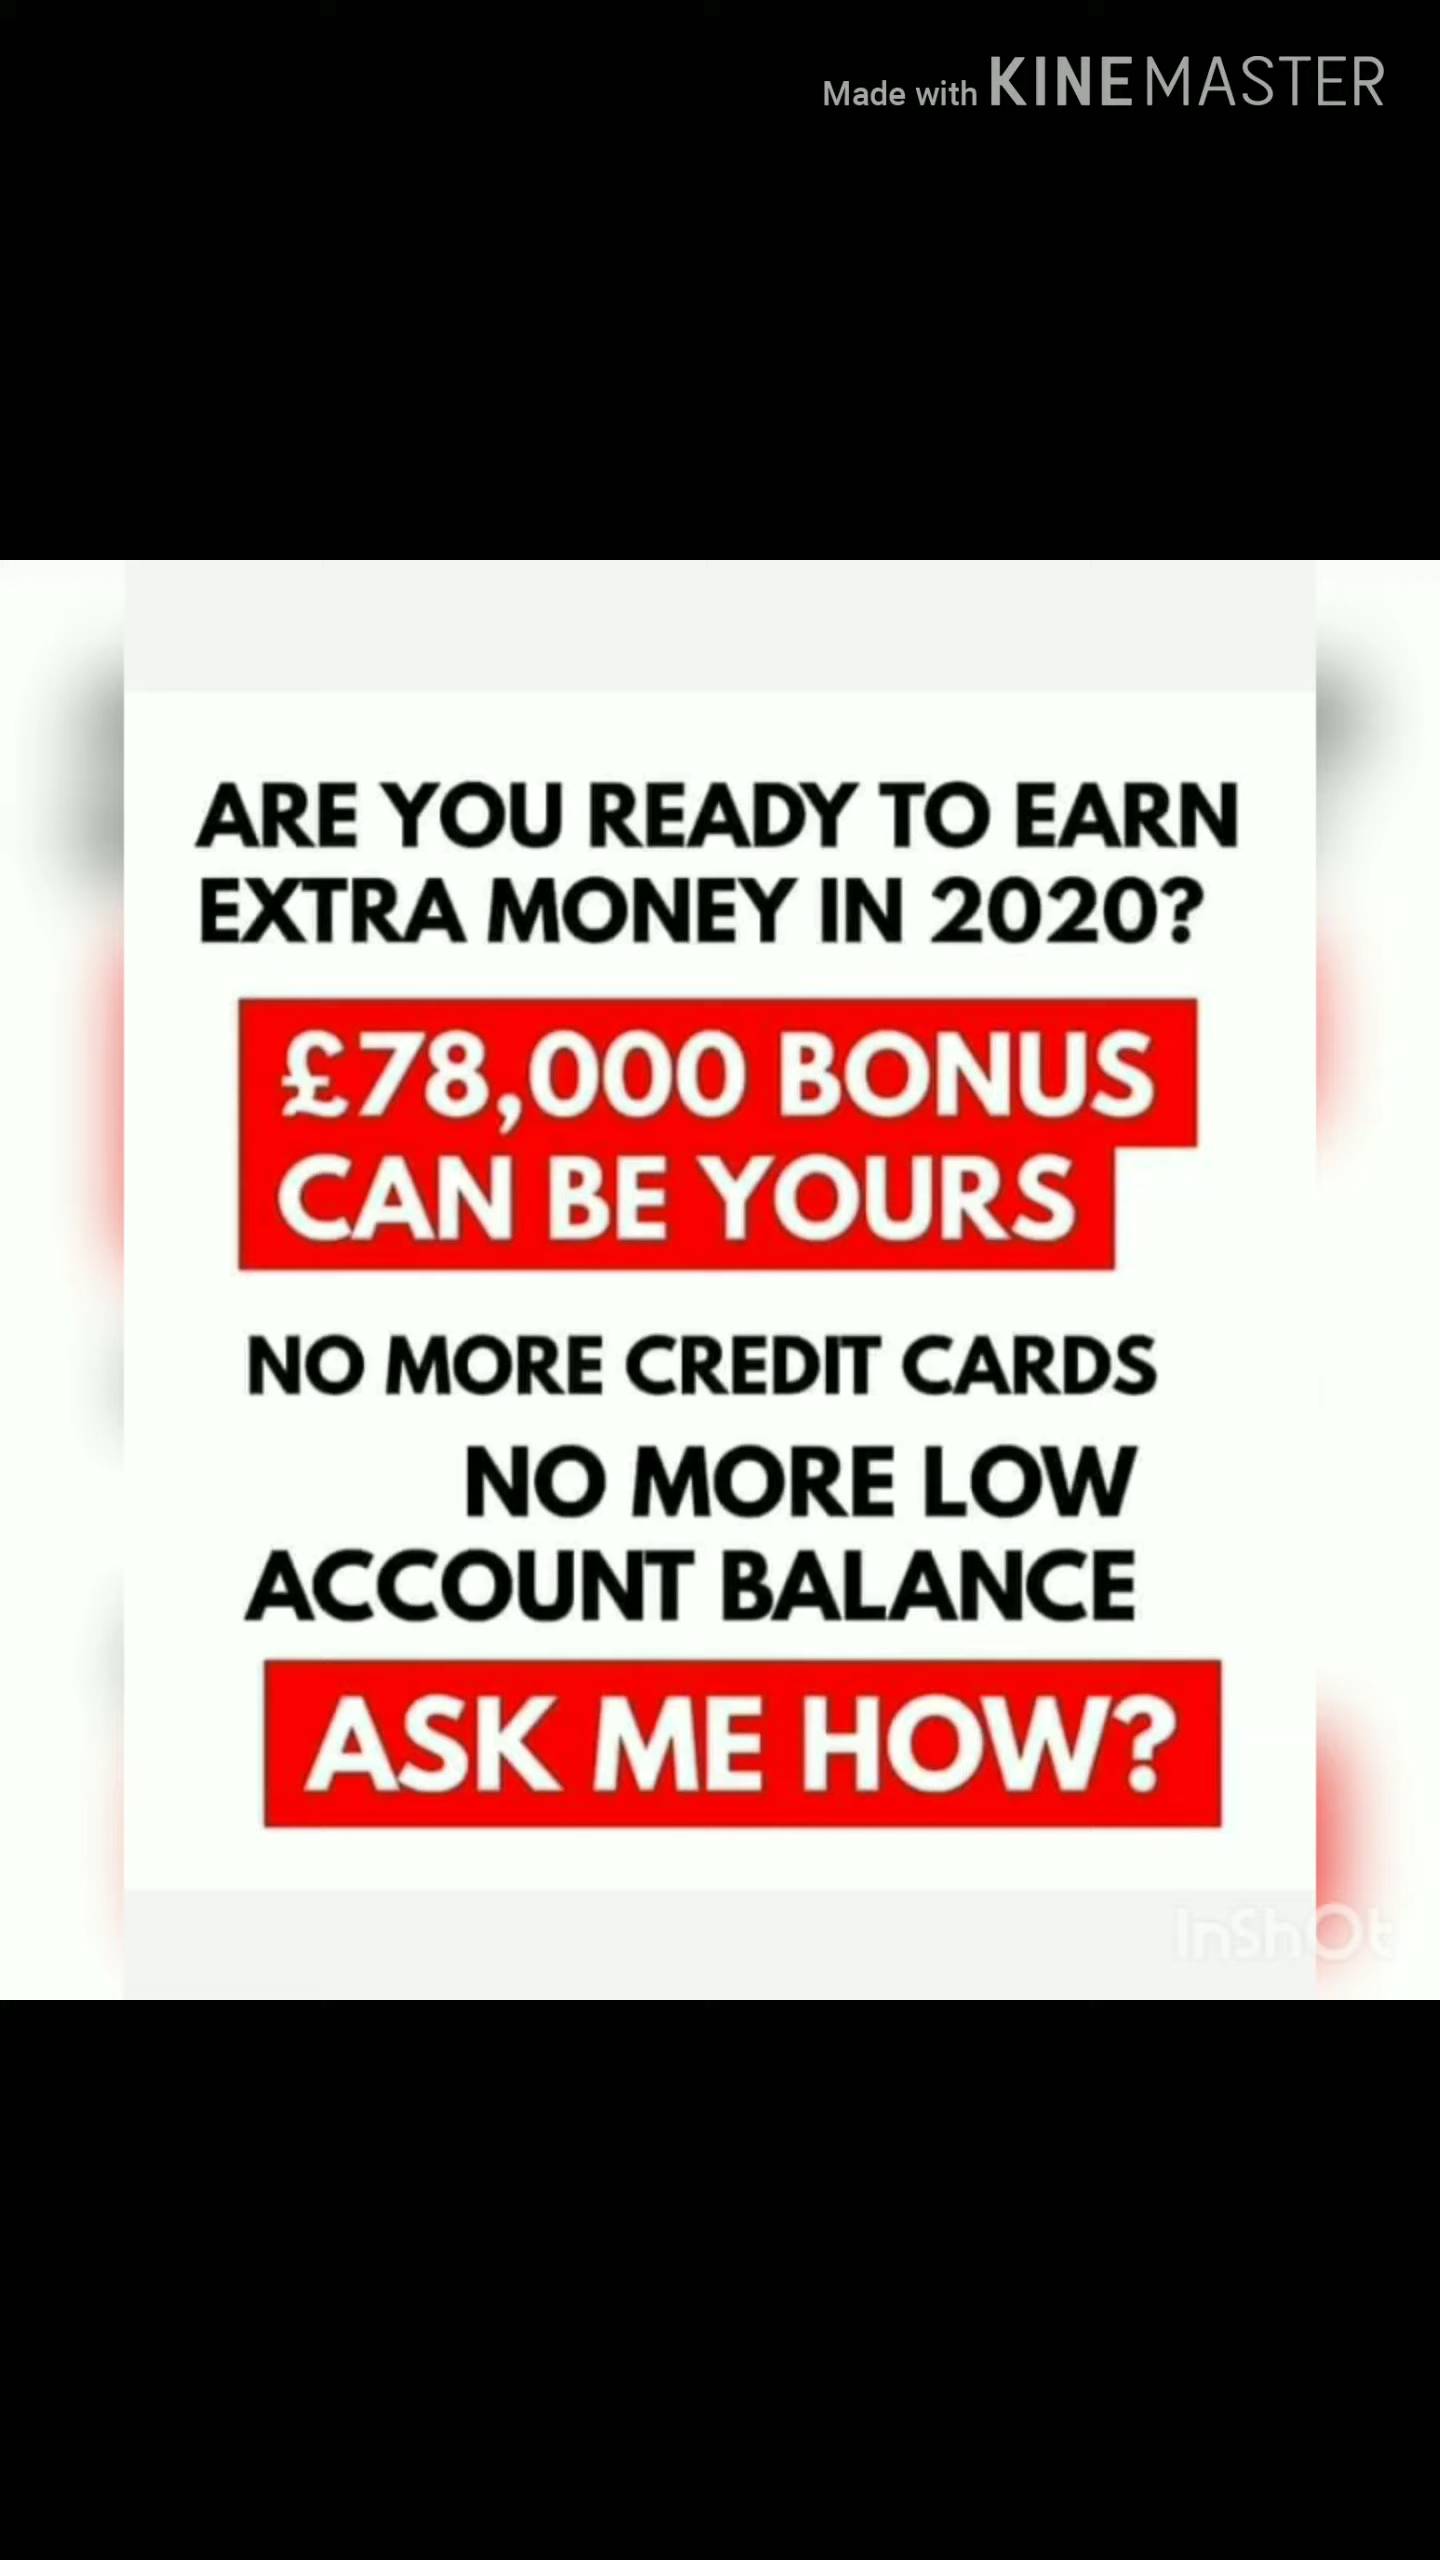 Made with KINEMASTER
ARE YOU READY TO EARN
EXTRA MONEY IN 2020?
£78,000 BONUS
CAN BE YOURS
NO MORE CREDIT CARDS
NO MORE LOW
ACCOUNT BALANCE
ASK ME HOW?
InShOt